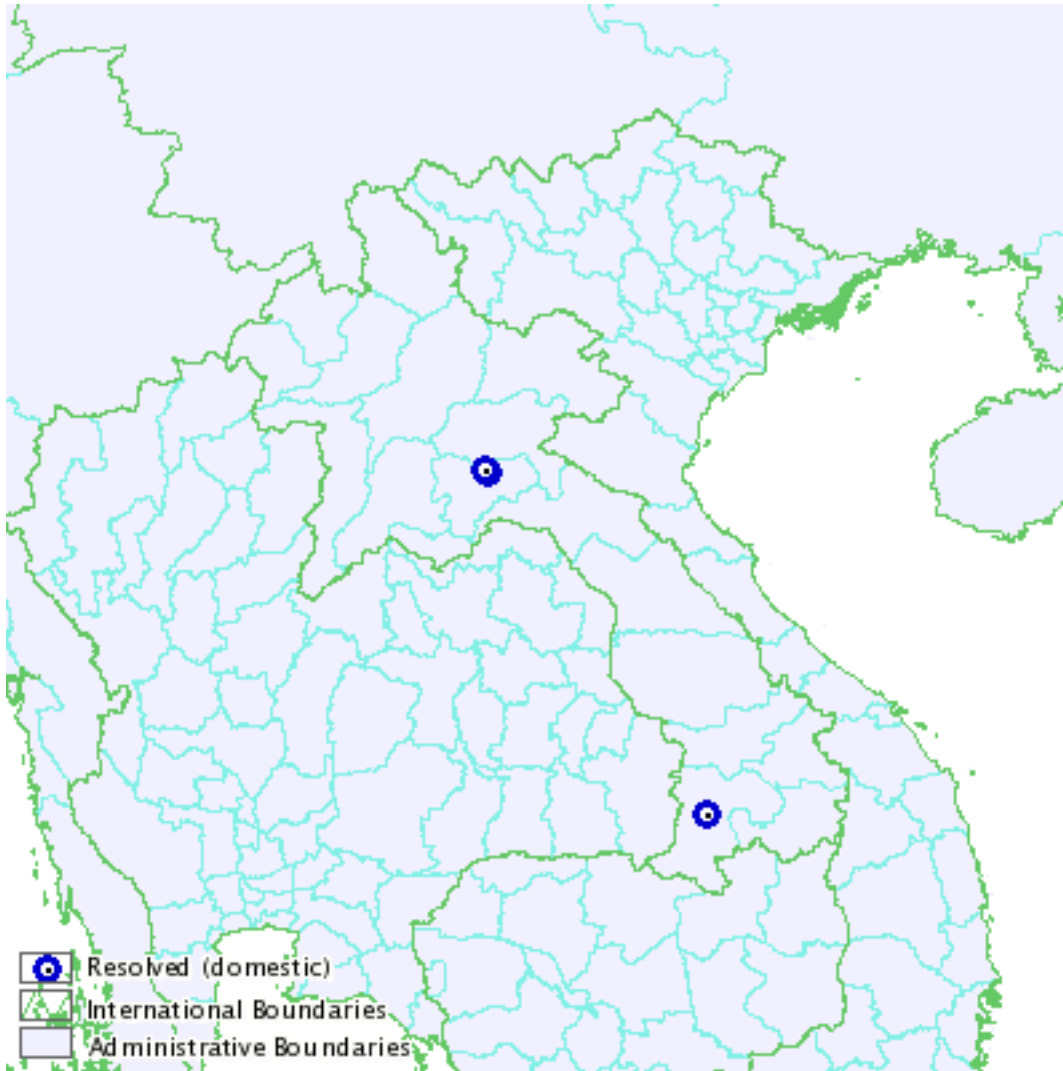 Resolved (domestic)
International Boundaries
Administrative Boundaries